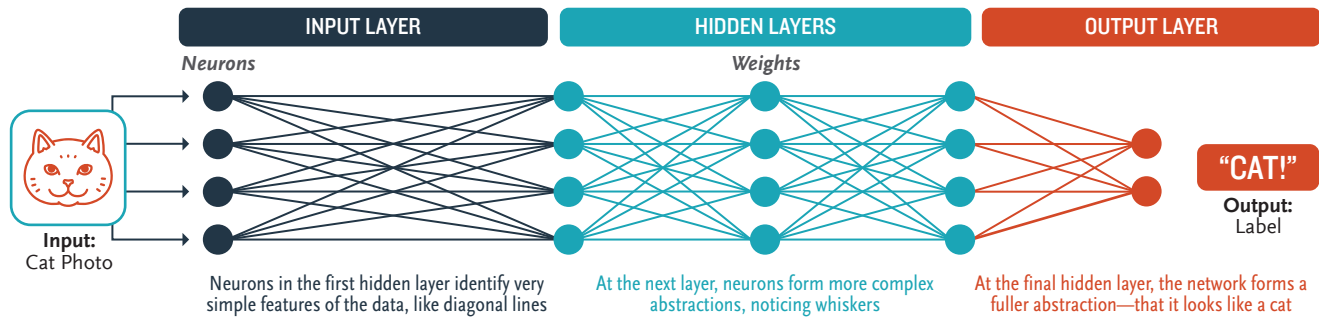 INPUT LAYER
HIDDEN LAYERS
OUTPUT LAYER
Neurons
Weights
"CAT!"
Input:
Cat Photo
Output:
Label
Neurons in the first hidden layer identify very
simple features of the data, like diagonal lines
At the next layer, neurons form more complex
abstractions, noticing whiskers
At the final hidden layer, the network forms a
fuller abstraction—that it looks like a cat